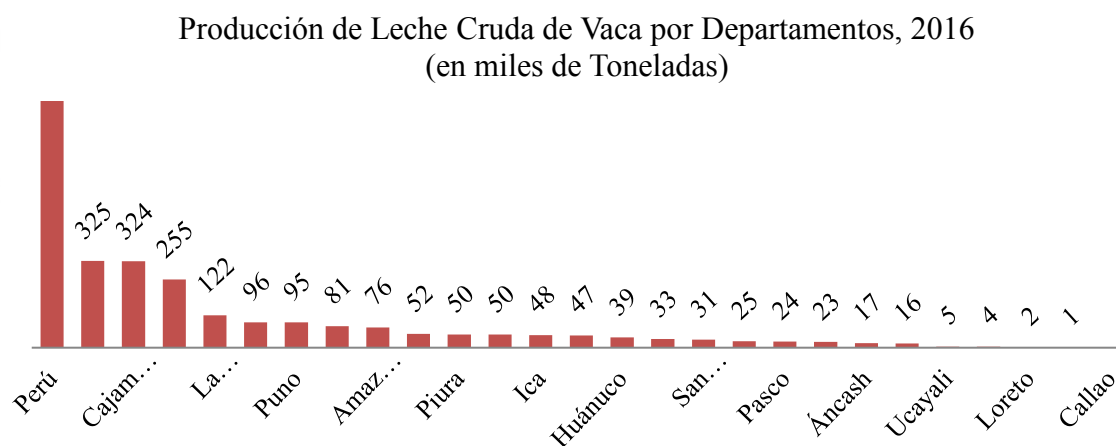 Producción de Leche Cruda de Vaca por Departamentos, 2016
(en miles de Toneladas)
325
324
255
122
96
95
81
76
52
50
50
48
47
39
33
31
25
24
23
17
16
5
4
2
1
Perú
Cajam…
La…
Puno
Amaz…
Piura
Ica
Huánuco
San…
Pasco
Áncash
Ucayali
Loreto
Callao